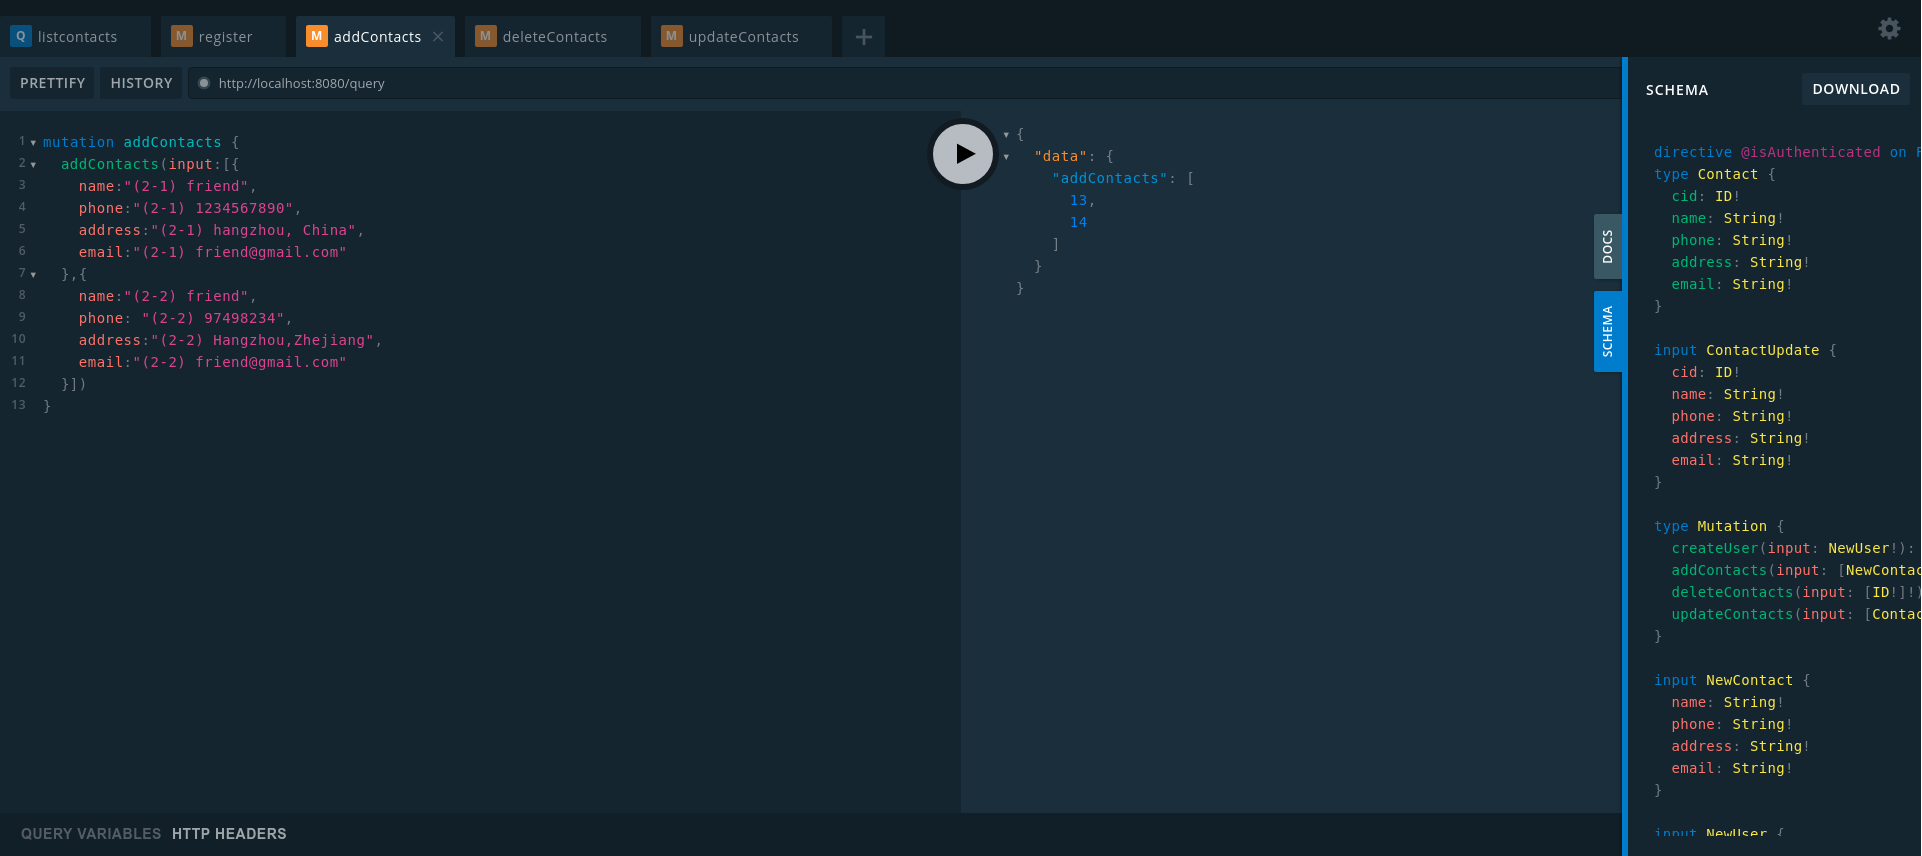 Q listcontacts
M register
M addContacts ✕
M deleteContacts
M updateContacts
+
PRETTIFY
HISTORY
http://localhost:8080/query
1 ▾ mutation addContacts {
2 ▾ addContacts(input:[{
3 name:"(2-1) friend",
4 phone:"(2-1) 1234567890",
5 address:"(2-1) hangzhou, China",
6 email:"(2-1) friend@gmail.com"
7 ▾ },{
8 name:"(2-2) friend",
9 phone: "(2-2) 97498234",
10 address:"(2-2) Hangzhou,Zhejiang",
11 email:"(2-2) friend@gmail.com"
12 }])
13 }
▾ {
▾ "data": {
"addContacts": [
13,
14
]
}
}
DOCS
SCHEMA
SCHEMA
DOWNLOAD
directive @isAuthenticated on F
type Contact {
cid: ID!
name: String!
phone: String!
address: String!
email: String!
}
input ContactUpdate {
cid: ID!
name: String!
phone: String!
address: String!
email: String!
}
type Mutation {
createUser(input: NewUser!):
addContacts(input: [NewContac
deleteContacts(input: [ID!]!)
updateContacts(input: [Contac
}
input NewContact {
name: String!
phone: String!
address: String!
email: String!
}
input NewUser {
QUERY VARIABLES
HTTP HEADERS